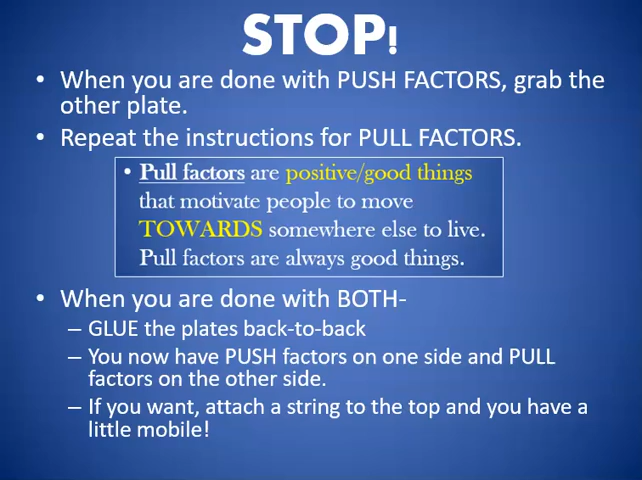 STOP!
• When you are done with PUSH FACTORS, grab the
other plate.
• Repeat the instructions for PULL FACTORS.
• Pull factors are positive/good things
that motivate people to move
TOWARDS somewhere else to live.
Pull factors are always good things.
• When you are done with BOTH-
– GLUE the plates back-to-back
– You now have PUSH factors on one side and PULL
factors on the other side.
– If you want, attach a string to the top and you have a
little mobile!